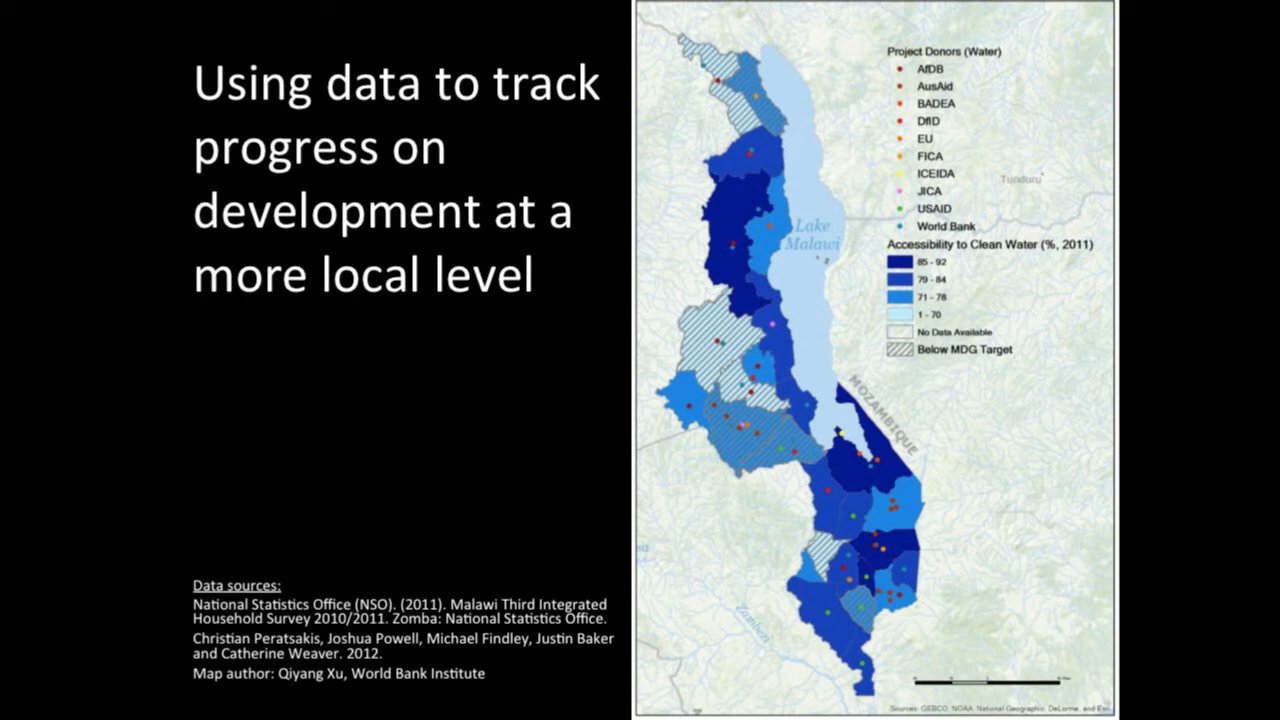 Using data to track
progress on
development at a
more local level
Data sources:
National Statistics Office (NSO). (2011). Malawi Third Integrated
Household Survey 2010/2011. Zomba: National Statistics Office.
Christian Peratsakis, Joshua Powell, Michael Findley, Justin Baker
and Catherine Weaver. 2012.
Map author: Qiyang Xu, World Bank Institute
Project Donors (Water)
AfDB
AusAid
BADEA
DfID
EU
FICA
ICEIDA
JICA
USAID
World Bank
Accessibility to Clean Water (%, 2011)
85 - 92
79 - 84
71 - 78
1 - 70
No Data Available
Below MDG Target
Tunduru
Lake
Malawi
MOZAMBIQUE
Zambezi
Sources: GEBCO, NOAA, National Geographic, DeLorme, and Esri